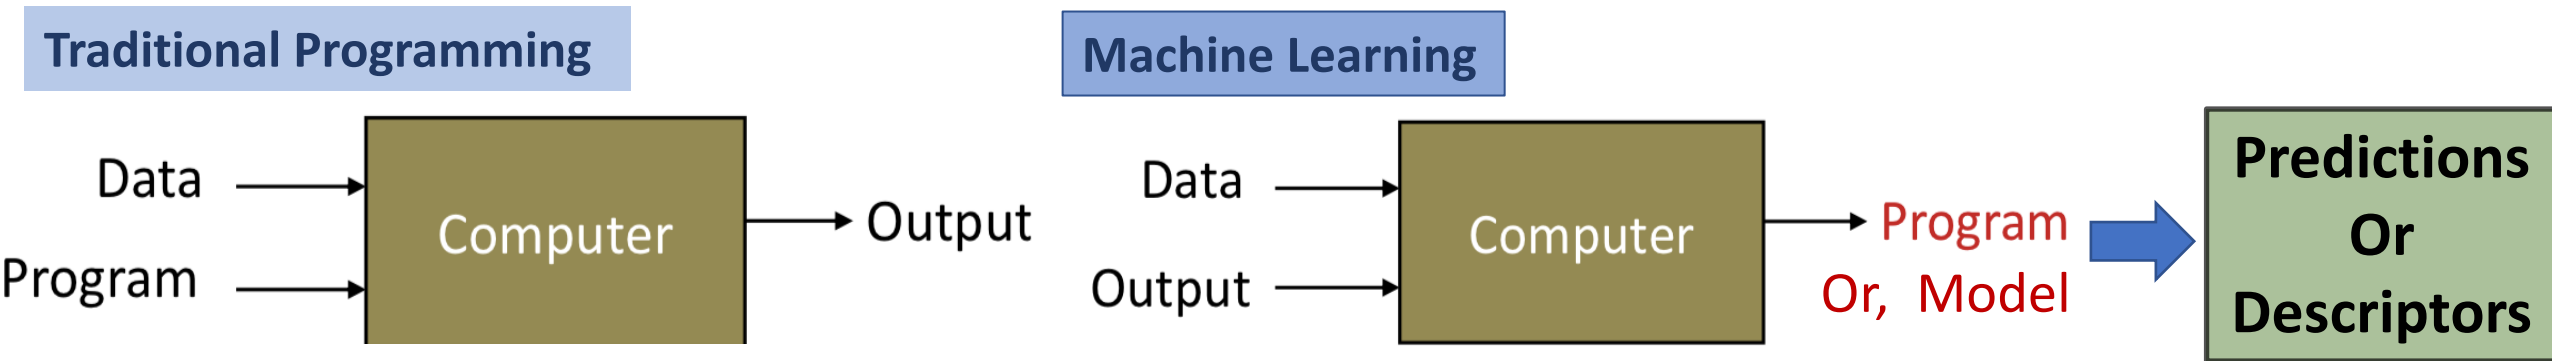 Traditional Programming
Data
Program
Computer
Output
Machine Learning
Data
Output
Computer
Program
Or, Model
Predictions
Or
Descriptors